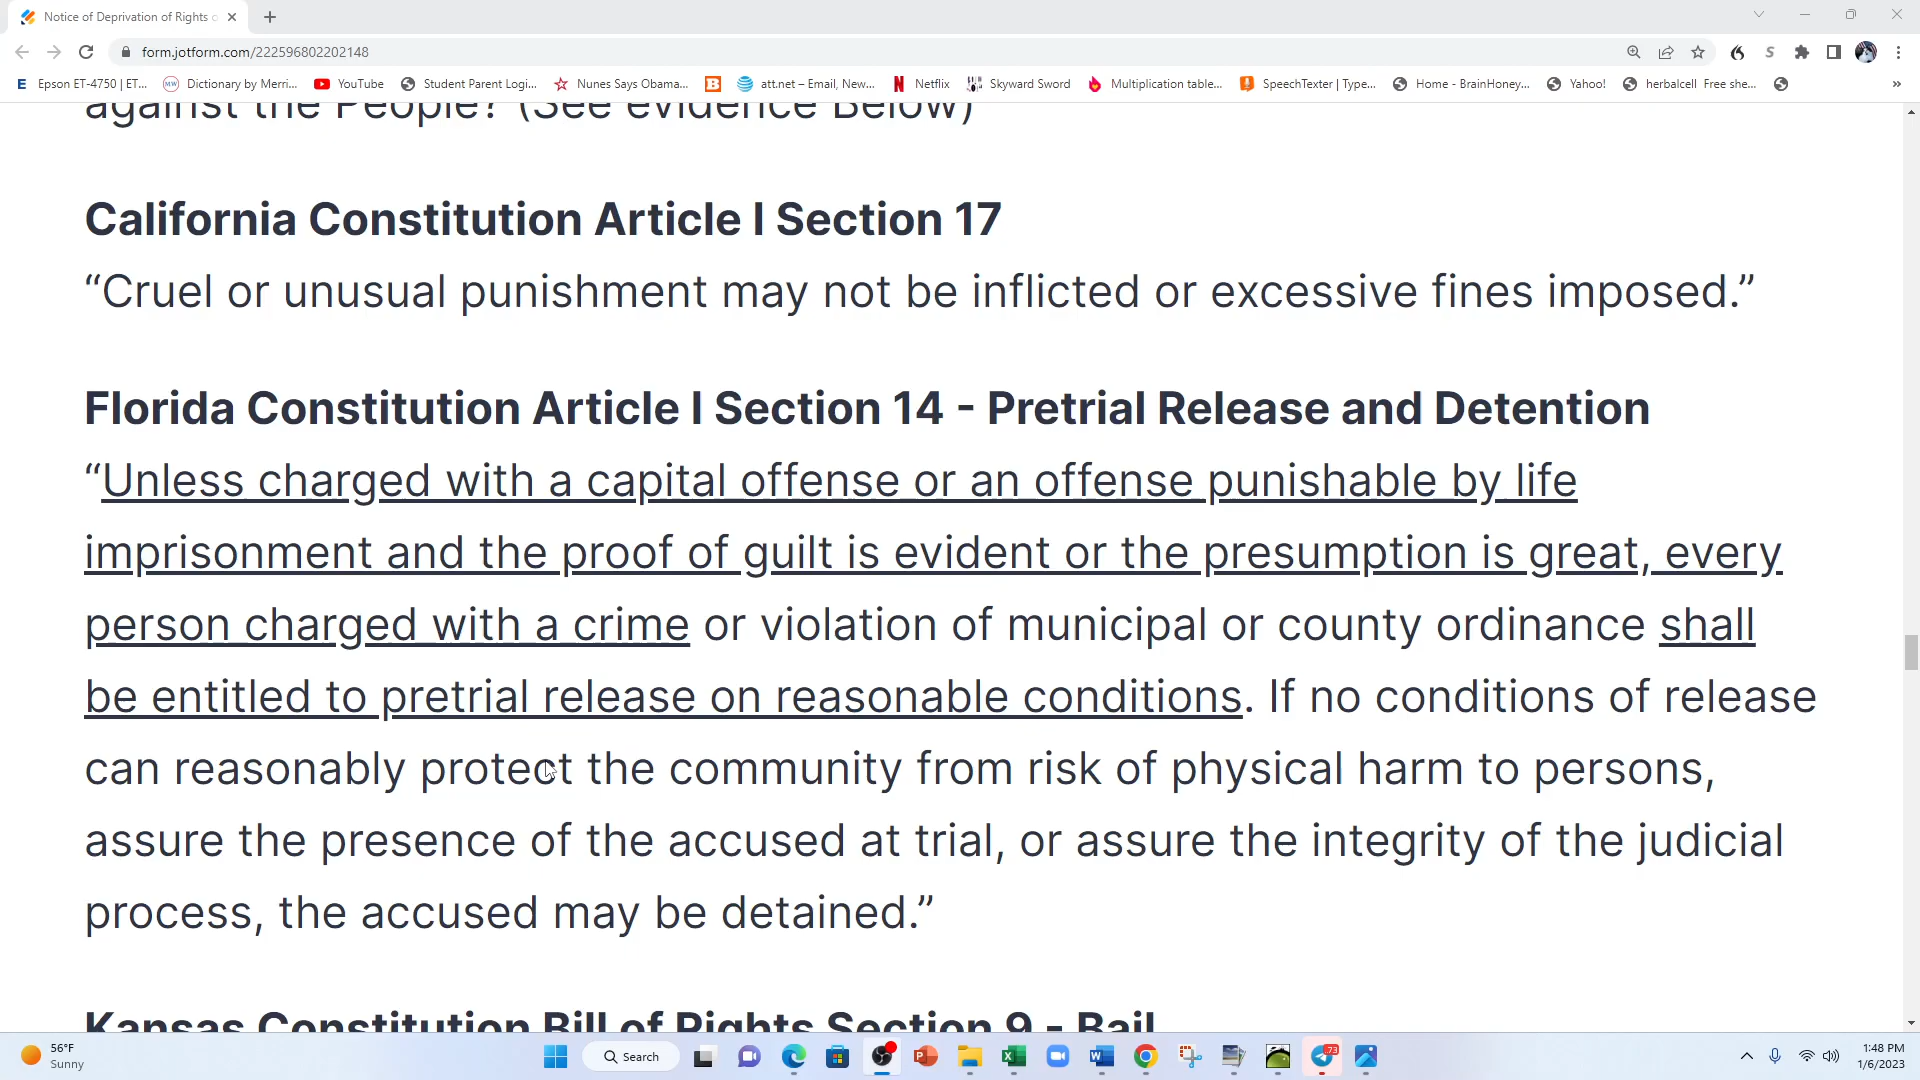 Notice of Deprivation of Rights
form.jotform.com/222596802202148
Epson ET-4750 | ET... Dictionary by Merri... YouTube Student Parent Logi... Nunes Says Obama... att.net – Email, New... Netflix Skyward Sword Multiplication table... SpeechTexter | Type... Home - BrainHoney... Yahoo! herbalcell Free she... »
against the People? (See evidence Below)
California Constitution Article I Section 17
“Cruel or unusual punishment may not be inflicted or excessive fines imposed.”
Florida Constitution Article I Section 14 - Pretrial Release and Detention
“Unless charged with a capital offense or an offense punishable by life
imprisonment and the proof of guilt is evident or the presumption is great, every
person charged with a crime or violation of municipal or county ordinance shall
be entitled to pretrial release on reasonable conditions. If no conditions of release
can reasonably protect the community from risk of physical harm to persons,
assure the presence of the accused at trial, or assure the integrity of the judicial
process, the accused may be detained.”
Kansas Constitution Bill of Rights Section 9 - Bail
56°F
Sunny
Search
73
1:48 PM
1/6/2023